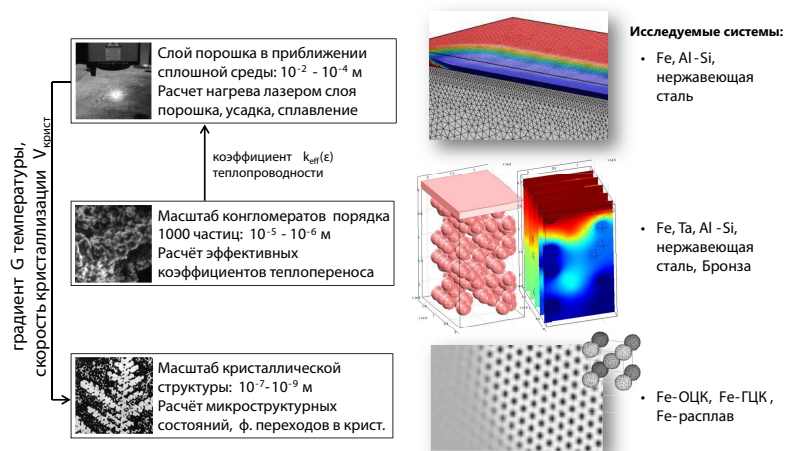 Исследуемые системы:
Слой порошка в приближении
сплошной среды: 10⁻² - 10⁻⁴ м
Расчет нагрева лазером слоя
порошка, усадка, сплавление
• Fe, Al-Si,
нержавеющая
сталь
градиент G температуры,
скорость кристаллизации Vкрист
коэффициент keff(ε)
теплопроводности
Масштаб конгломератов порядка
1000 частиц: 10⁻⁵ - 10⁻⁶ м
Расчёт эффективных
коэффициентов теплопереноса
• Fe, Ta, Al-Si,
нержавеющая
сталь, Бронза
Масштаб кристаллической
структуры: 10⁻⁷-10⁻⁹ м
Расчёт микроструктурных
состояний, ф. переходов в крист.
• Fe-ОЦК, Fe-ГЦК,
Fe-расплав